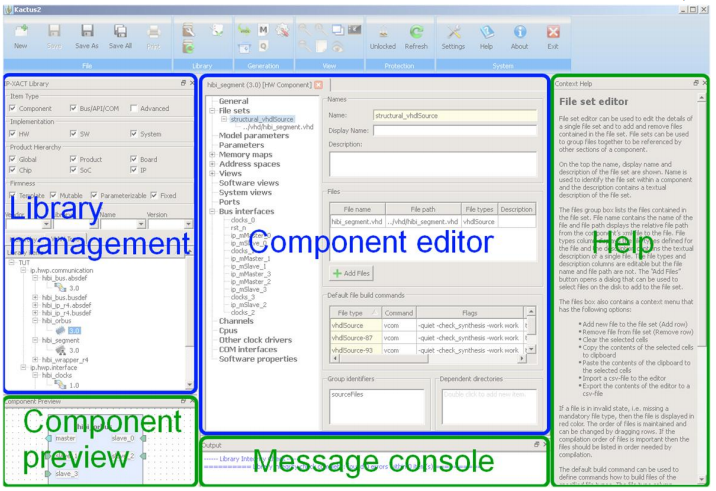 Kactus2
New
Save
Save As
Save All
Print
Unlocked
Refresh
Settings
Help
About
Exit
File
Library
Generation
View
Protection
System
IP-XACT Library
Item Type
Component
Bus/API/COM
Advanced
Implementation
HW
SW
System
Product Hierarchy
Global
Product
Board
Chip
SoC
IP
Firmness
Template
Mutable
Parameterizable
Fixed
Name
Version
Library management
TUT
ip.hwp.communication
hibi_bus.absdef
3.0
hibi_bus.busdef
hibi_ip_r4.absdef
hibi_ip_r4.busdef
hibi_orbus
3.0
hibi_segment
3.0
hibi_wrapper_r4
ip.hwp.interface
hibi_clocks
1.0
Component Preview
Component preview
master
slave_0
slave_3
hibi_segment (3.0) [HW Component]
General
File sets
structural_vhdlSource
.../vhd/hibi_segment.vhd
Model parameters
Parameters
Memory maps
Address spaces
Views
Software views
System views
Ports
Bus interfaces
clocks_0
rst_n
ip_mMaster_0
ip_mSlave_0
clocks_1
ip_mMaster_1
ip_mSlave_1
ip_mMaster_3
ip_mMaster_2
ip_mSlave_3
clocks_3
ip_mSlave_2
clocks_2
Channels
Cpus
Other clock drivers
COM interfaces
Software properties
Names
Name:
structural_vhdlSource
Display Name:
Description:
Files
File name
File path
File types
Description
hibi_segment.vhd
.../vhd/hibi_segment.vhd
vhdlSource
Component editor
Add Files
Default file build commands
File type
Command
Flags
vhdlSource
vcom
-quiet -check_synthesis -work work
vhdlSource-87
vcom
-quiet -check_synthesis -work work
vhdlSource-93
vcom
-quiet -check_synthesis -work work
Group identifiers
sourceFiles
Dependent directories
Double click to add new item.
Output
Message console
Context Help
File set editor
File set editor can be used to edit the details of
a single file set and to add and remove files
contained in the file set. File sets can be used
to group files together to be referenced by
other sections of a component.
On the top the name, display name and
description of the file set are shown. Name is
used to identify the file set within a component
and the description contains a textual
description of the file set.
The files group box lists the files contained in
the file set. File name contains the name of the
file and file path displays the relative file path
from the component's xml file to the file. File
types column
defined for
the file and the
the textual
description of a single file. File types and
description columns are editable but the file
name and file path are not. The "Add Files"
button opens a dialog that can be used to
select files on the disk to add to the file set.
Help
The files box also contains a context menu that
has the following options:
Add new file to the file set (Add row)
Remove file from file set (Remove row)
Clear the selected cells
Copy the contents of the selected cells
to clipboard
Paste the contents of the clipboard to
the selected cells
Import a csv-file to the editor
Export the contents of the editor to a
csv-file
If a file is in invalid state, i.e. missing a
mandatory file type, then the file is displayed in
red color. The order of files is maintained and
can be changed by dragging rows. If the
compilation order of files is important then the
files should be listed in order needed by
compilation.
The default build command can be used to
define commands how to build files of the